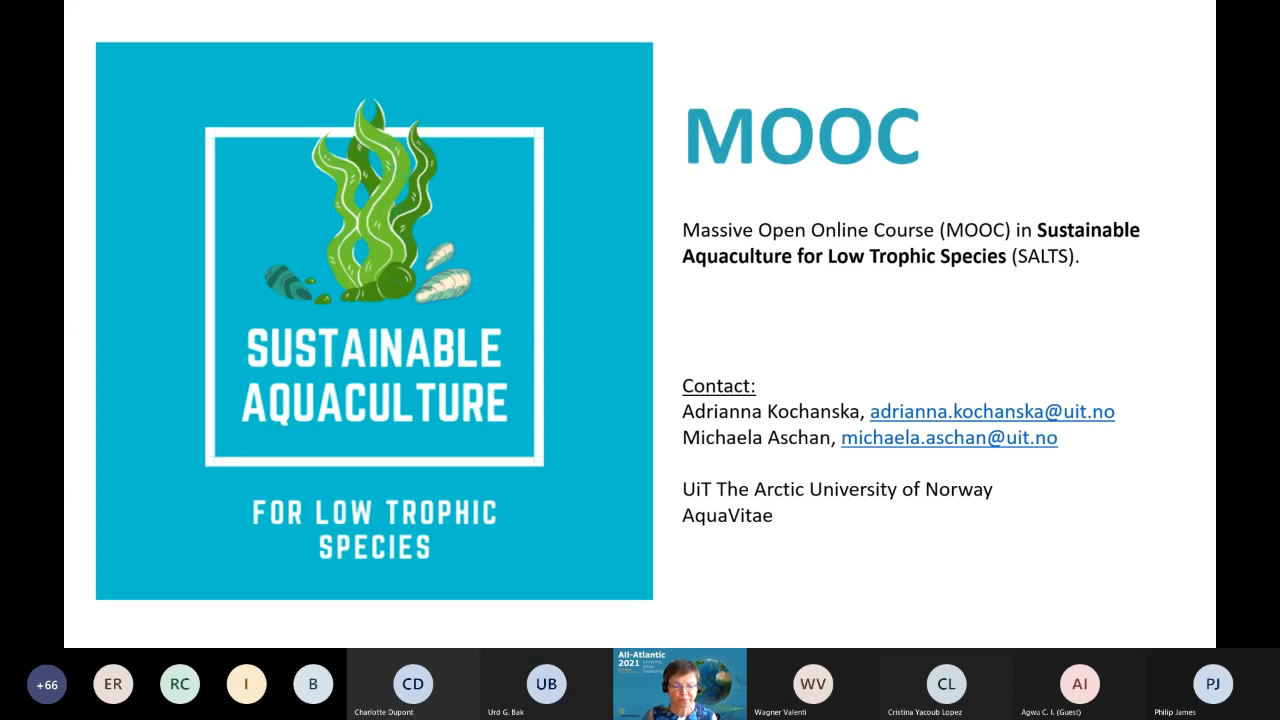 SUSTAINABLE
AQUACULTURE
FOR LOW TROPHIC
SPECIES
MOOC
Massive Open Online Course (MOOC) in Sustainable
Aquaculture for Low Trophic Species (SALTS).
Contact:
Adrianna Kochanska, adrianna.kochanska@uit.no
Michaela Aschan, michaela.aschan@uit.no
UiT The Arctic University of Norway
AquaVitae
+66
ER
RC
I
B
CD
Charlotte Dupont
UB
Urd G. Bak
All-Atlantic
2021
WV
Wagner Valenti
CL
Cristina Yacoub Lopez
AI
Agwu C. I. (Guest)
PJ
Philip James